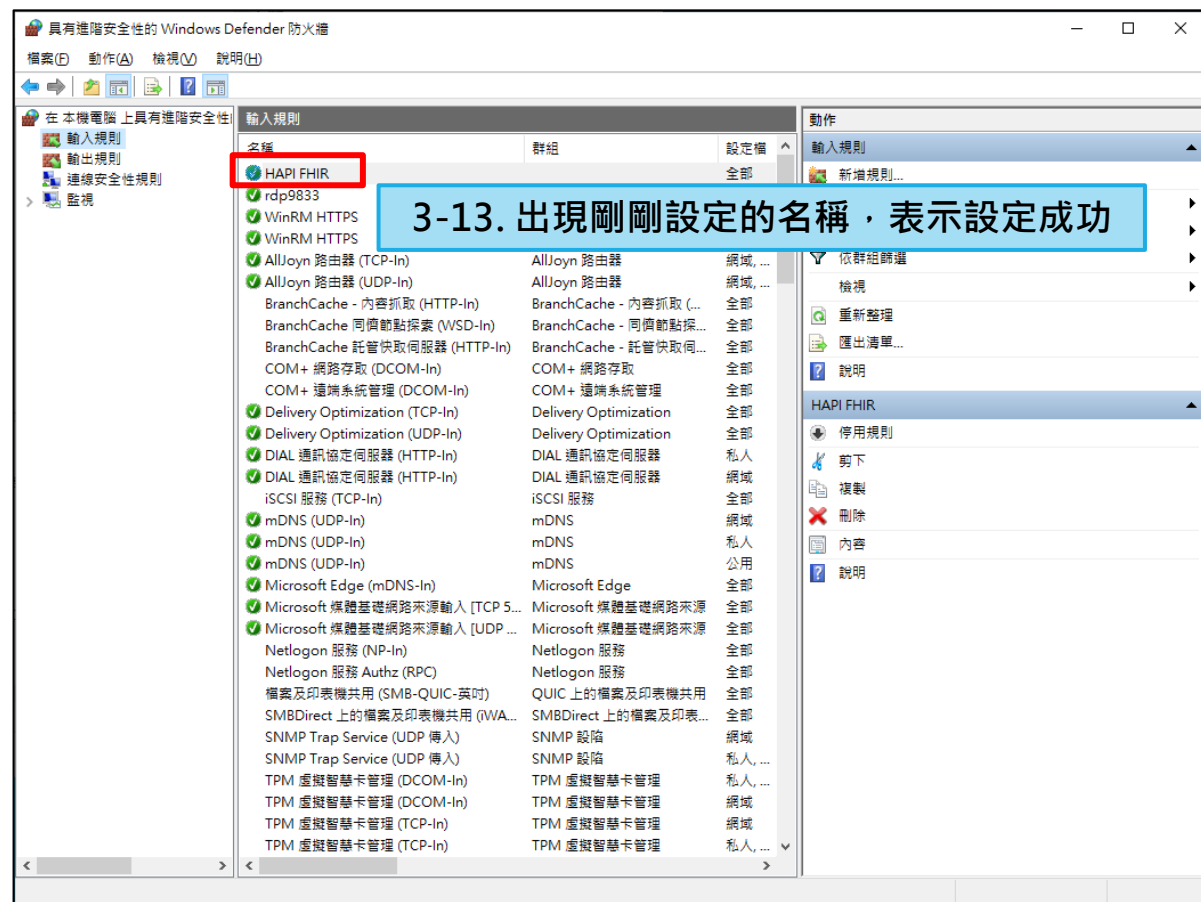 具有進階安全性的 Windows Defender 防火牆
檔案(F) 動作(A) 檢視(V) 說明(H)
在 本機電腦 上具有進階安全性
輸入規則
輸出規則
連線安全性規則
監視
輸入規則
名稱 群組 設定檔
HAPI FHIR 全部
rdp9833
WinRM HTTPS
WinRM HTTPS
AllJoyn 路由器 (TCP-In) AllJoyn 路由器 網域, ...
AllJoyn 路由器 (UDP-In) AllJoyn 路由器 網域, ...
BranchCache - 內容抓取 (HTTP-In) BranchCache - 內容抓取 (... 全部
BranchCache 同儕節點探索 (WSD-In) BranchCache - 同儕節點探... 全部
BranchCache 託管快取伺服器 (HTTP-In) BranchCache - 託管快取伺... 全部
COM+ 網路存取 (DCOM-In) COM+ 網路存取 全部
COM+ 遠端系統管理 (DCOM-In) COM+ 遠端系統管理 全部
Delivery Optimization (TCP-In) Delivery Optimization 全部
Delivery Optimization (UDP-In) Delivery Optimization 全部
DIAL 通訊協定伺服器 (HTTP-In) DIAL 通訊協定伺服器 私人
DIAL 通訊協定伺服器 (HTTP-In) DIAL 通訊協定伺服器 網域
iSCSI 服務 (TCP-In) iSCSI 服務 全部
mDNS (UDP-In) mDNS 網域
mDNS (UDP-In) mDNS 私人
mDNS (UDP-In) mDNS 公用
Microsoft Edge (mDNS-In) Microsoft Edge 全部
Microsoft 媒體基礎網路來源輸入 [TCP 5... Microsoft 媒體基礎網路來源 全部
Microsoft 媒體基礎網路來源輸入 [UDP ... Microsoft 媒體基礎網路來源 全部
Netlogon 服務 (NP-In) Netlogon 服務 全部
Netlogon 服務 Authz (RPC) Netlogon 服務 全部
檔案及印表機共用 (SMB-QUIC-英吋) QUIC 上的檔案及印表機共用 全部
SMBDirect 上的檔案及印表機共用 (iWA... SMBDirect 上的檔案及印表... 全部
SNMP Trap Service (UDP 傳入) SNMP 設陷 網域
SNMP Trap Service (UDP 傳入) SNMP 設陷 私人, ...
TPM 虛擬智慧卡管理 (DCOM-In) TPM 虛擬智慧卡管理 私人, ...
TPM 虛擬智慧卡管理 (DCOM-In) TPM 虛擬智慧卡管理 網域
TPM 虛擬智慧卡管理 (TCP-In) TPM 虛擬智慧卡管理 網域
TPM 虛擬智慧卡管理 (TCP-In) TPM 虛擬智慧卡管理 私人, ...
3-13. 出現剛剛設定的名稱，表示設定成功
動作
輸入規則
新增規則...
依群組篩選
檢視
重新整理
匯出清單...
說明
HAPI FHIR
停用規則
剪下
複製
刪除
內容
說明